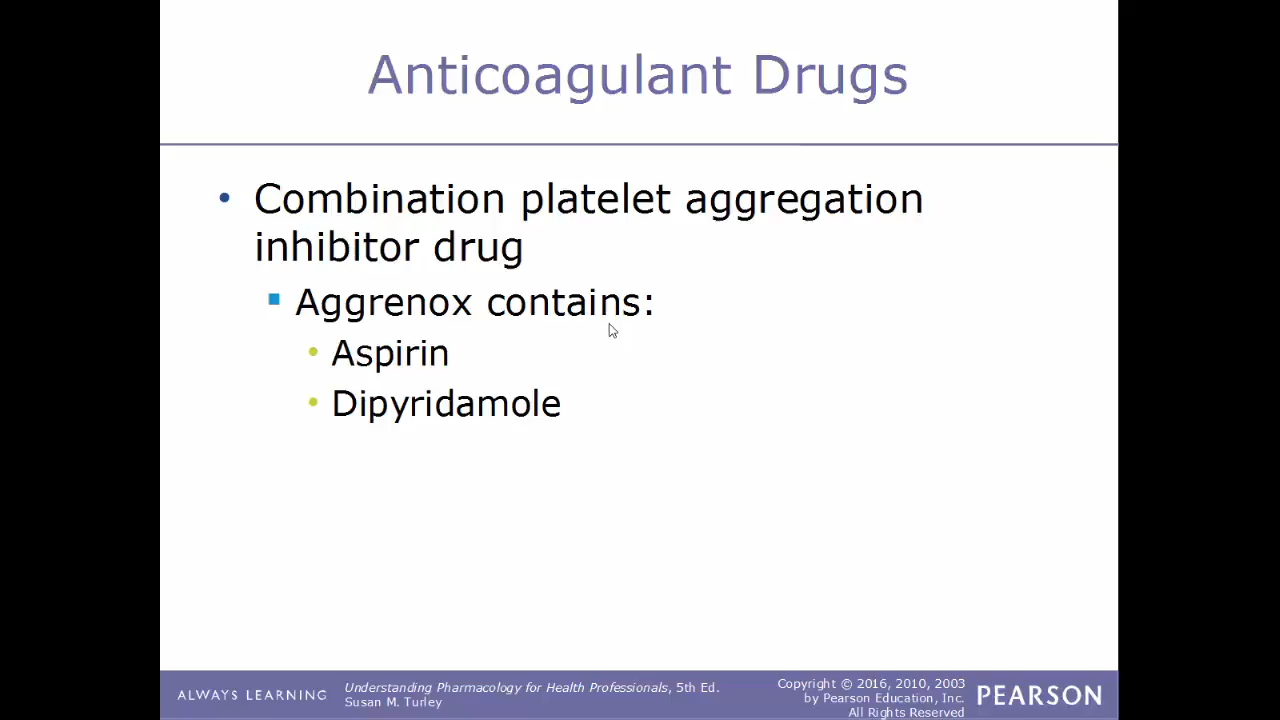 Anticoagulant Drugs
• Combination platelet aggregation
inhibitor drug
▪ Aggrenox contains:
• Aspirin
• Dipyridamole
ALWAYS LEARNING
Understanding Pharmacology for Health Professionals, 5th Ed.
Susan M. Turley
Copyright © 2016, 2010, 2003
by Pearson Education, Inc.
All Rights Reserved
PEARSON